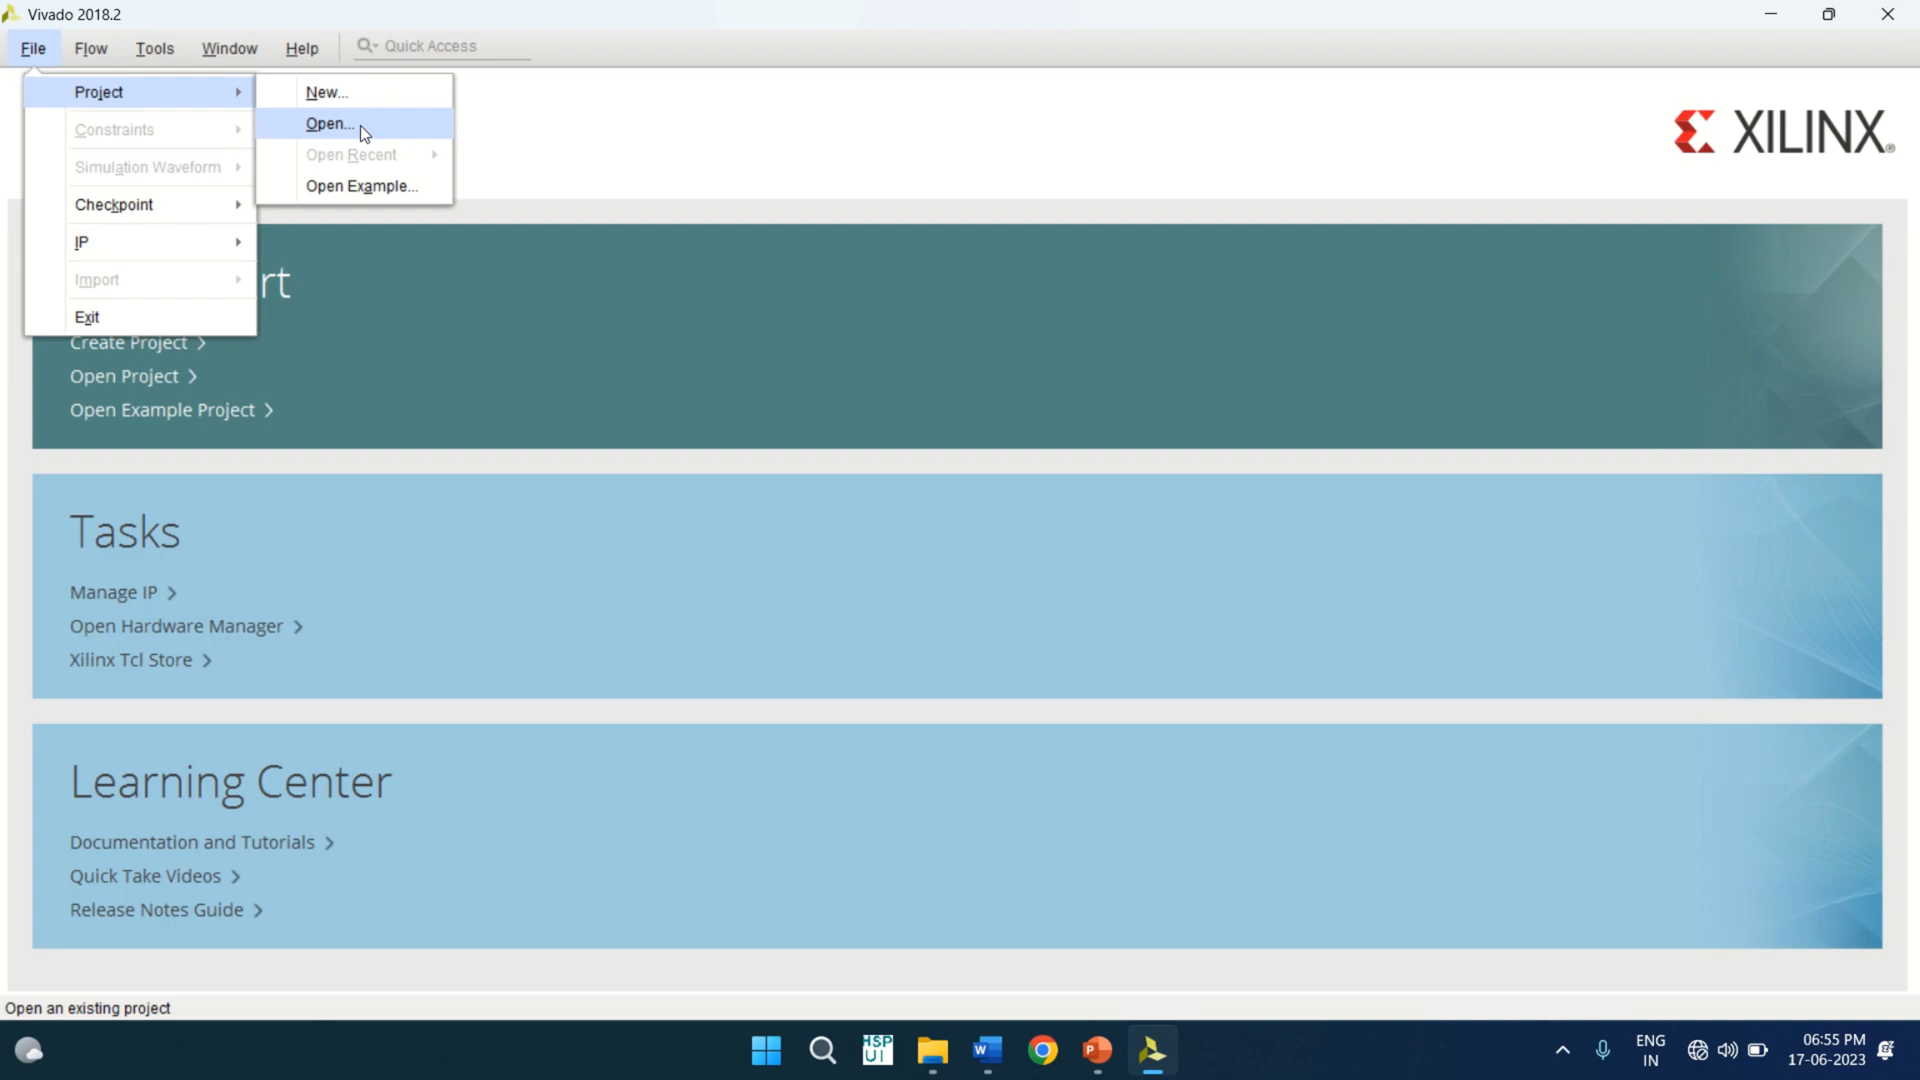 Vivado 2018.2
File Flow Tools Window Help Quick Access
Project
Constraints
Simulation Waveform
Checkpoint
IP
Import
Exit
New...
Open...
Open Recent
Open Example...
XILINX
rt
Create Project >
Open Project >
Open Example Project >
Tasks
Manage IP >
Open Hardware Manager >
Xilinx Tcl Store >
Learning Center
Documentation and Tutorials >
Quick Take Videos >
Release Notes Guide >
Open an existing project
HSP
UI
W
P
ENG
IN
06:55 PM
17-06-2023